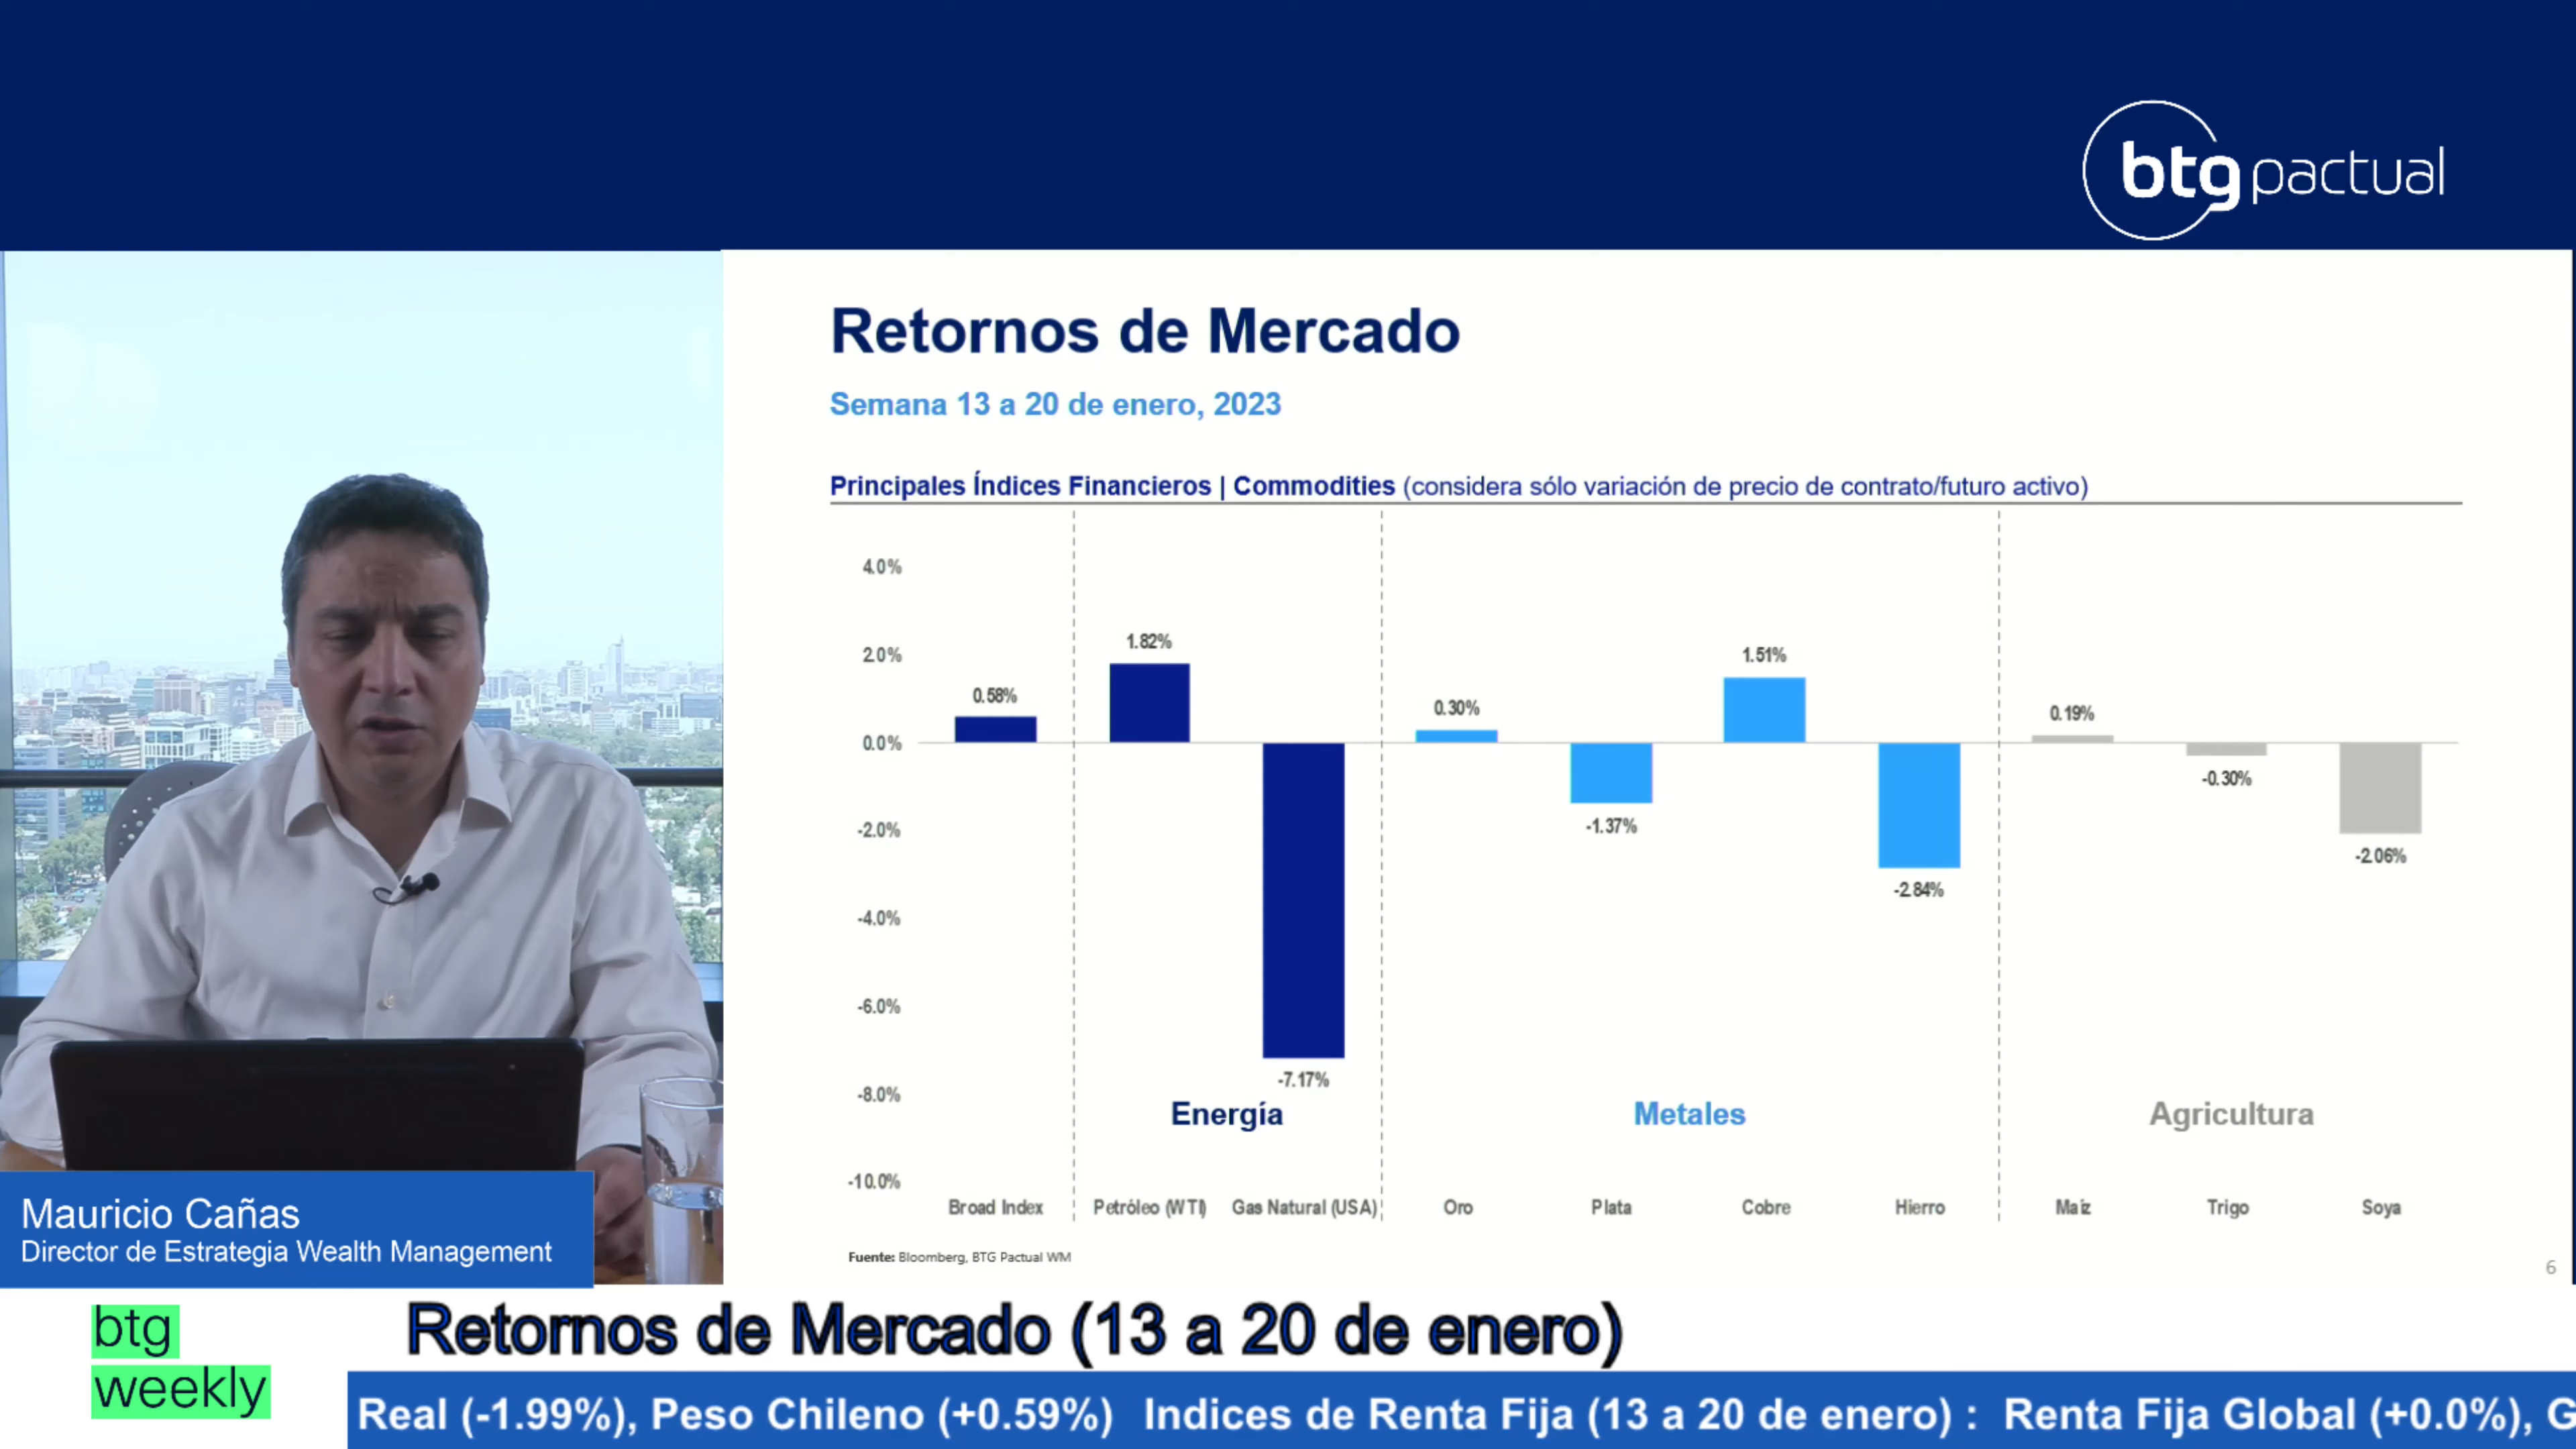 btg pactual
Retornos de Mercado
Semana 13 a 20 de enero, 2023
Principales Índices Financieros | Commodities (considera sólo variación de precio de contrato/futuro activo)
4.0%
2.0%
0.0%
-2.0%
-4.0%
-6.0%
-8.0%
-10.0%
0.58%
1.82%
-7.17%
0.30%
-1.37%
1.51%
-2.84%
0.19%
-0.30%
-2.06%
Energía
Metales
Agricultura
Broad Index
Petróleo (WTI)
Gas Natural (USA)
Oro
Plata
Cobre
Hierro
Maíz
Trigo
Soya
Fuente: Bloomberg, BTG Pactual WM
6
Mauricio Cañas
Director de Estrategia Wealth Management
btg
weekly
Retornos de Mercado (13 a 20 de enero)
Real (-1.99%), Peso Chileno (+0.59%) Indices de Renta Fija (13 a 20 de enero) : Renta Fija Global (+0.0%), G